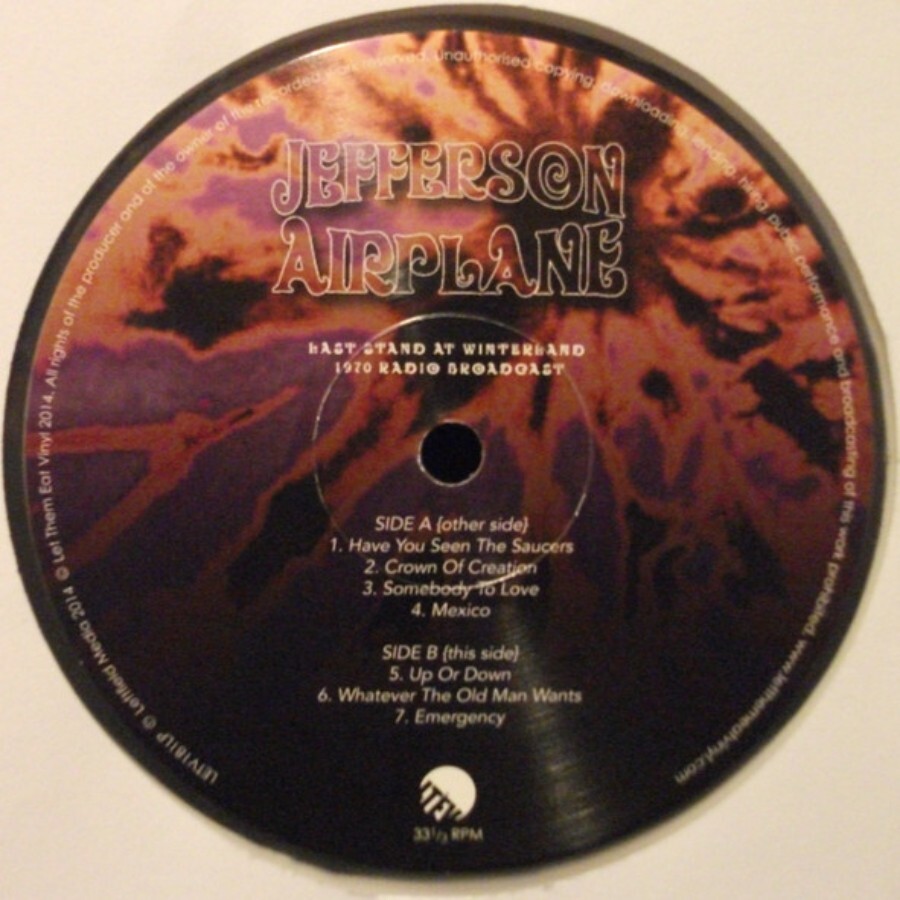 JEFFERSON
AIRPLANE
LAST STAND AT WINTERLAND
1970 RADIO BROADCAST
SIDE A {other side}
1. Have You Seen The Saucers
2. Crown Of Creation
3. Somebody To Love
4. Mexico
SIDE B {this side}
5. Up Or Down
6. Whatever The Old Man Wants
7. Emergency
LTEV
33 1/3 RPM
LETV181LP ℗ Leftfield Media 2014 © Let Them Eat Vinyl 2014. All rights of the producer and of the owner of the recorded work reserved. Unauthorised copying, downloading, lending, hiring, public performance and broadcasting of this work prohibited. www.letthemeatvinyl.com